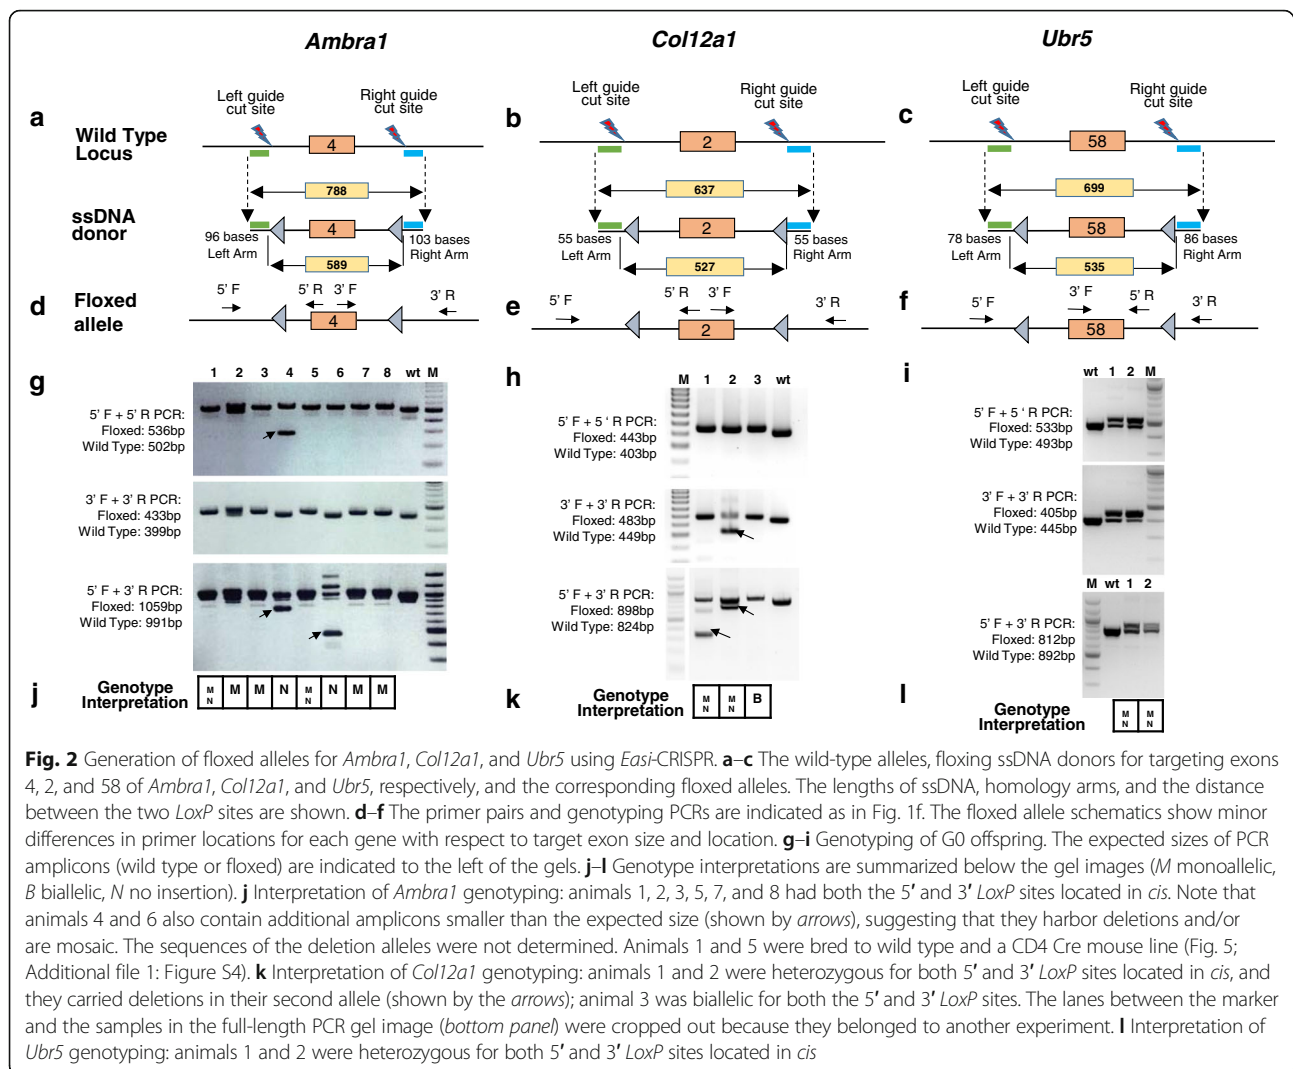 Ambra1
Col12a1
Ubr5
a
Wild Type
Locus
Left guide
cut site
Right guide
cut site
4
788
ssDNA
donor
4
96 bases
Left Arm
103 bases
Right Arm
589
b
Left guide
cut site
Right guide
cut site
2
637
2
55 bases
Left Arm
55 bases
Right Arm
527
c
Left guide
cut site
Right guide
cut site
58
699
58
78 bases
Left Arm
86 bases
Right Arm
535
d
Floxed
allele
5' F
5' R 3' F
3' R
4
e
5' F
5' R 3' F
3' R
2
f
5' F
3' F
5' R
3' R
58
g
1 2 3 4 5 6 7 8 wt M
5' F + 5' R PCR:
Floxed: 536bp
Wild Type: 502bp
3' F + 3' R PCR:
Floxed: 433bp
Wild Type: 399bp
5' F + 3' R PCR:
Floxed: 1059bp
Wild Type: 991bp
h
M 1 2 3 wt
5' F + 5 ' R PCR:
Floxed: 443bp
Wild Type: 403bp
3' F + 3' R PCR:
Floxed: 483bp
Wild Type: 449bp
5' F + 3' R PCR:
Floxed: 898bp
Wild Type: 824bp
i
wt 1 2 M
5' F + 5' R PCR:
Floxed: 533bp
Wild Type: 493bp
3' F + 3' R PCR:
Floxed: 405bp
Wild Type: 445bp
M wt 1 2
5' F + 3' R PCR:
Floxed: 812bp
Wild Type: 892bp
j
Genotype
Interpretation
M N M M N M N N M M
k
Genotype
Interpretation
M N M N B
l
Genotype
Interpretation
M N M N
Fig. 2 Generation of floxed alleles for Ambra1, Col12a1, and Ubr5 using Easi-CRISPR. a–c The wild-type alleles, floxing ssDNA donors for targeting exons
4, 2, and 58 of Ambra1, Col12a1, and Ubr5, respectively, and the corresponding floxed alleles. The lengths of ssDNA, homology arms, and the distance
between the two LoxP sites are shown. d–f The primer pairs and genotyping PCRs are indicated as in Fig. 1f. The floxed allele schematics show minor
differences in primer locations for each gene with respect to target exon size and location. g–i Genotyping of G0 offspring. The expected sizes of PCR
amplicons (wild type or floxed) are indicated to the left of the gels. j–l Genotype interpretations are summarized below the gel images (M monoallelic,
B biallelic, N no insertion). j Interpretation of Ambra1 genotyping: animals 1, 2, 3, 5, 7, and 8 had both the 5′ and 3′ LoxP sites located in cis. Note that
animals 4 and 6 also contain additional amplicons smaller than the expected size (shown by arrows), suggesting that they harbor deletions and/or
are mosaic. The sequences of the deletion alleles were not determined. Animals 1 and 5 were bred to wild type and a CD4 Cre mouse line (Fig. 5;
Additional file 1: Figure S4). k Interpretation of Col12a1 genotyping: animals 1 and 2 were heterozygous for both 5′ and 3′ LoxP sites located in cis, and
they carried deletions in their second allele (shown by the arrows); animal 3 was biallelic for both the 5′ and 3′ LoxP sites. The lanes between the marker
and the samples in the full-length PCR gel image (bottom panel) were cropped out because they belonged to another experiment. l Interpretation of
Ubr5 genotyping: animals 1 and 2 were heterozygous for both 5′ and 3′ LoxP sites located in cis